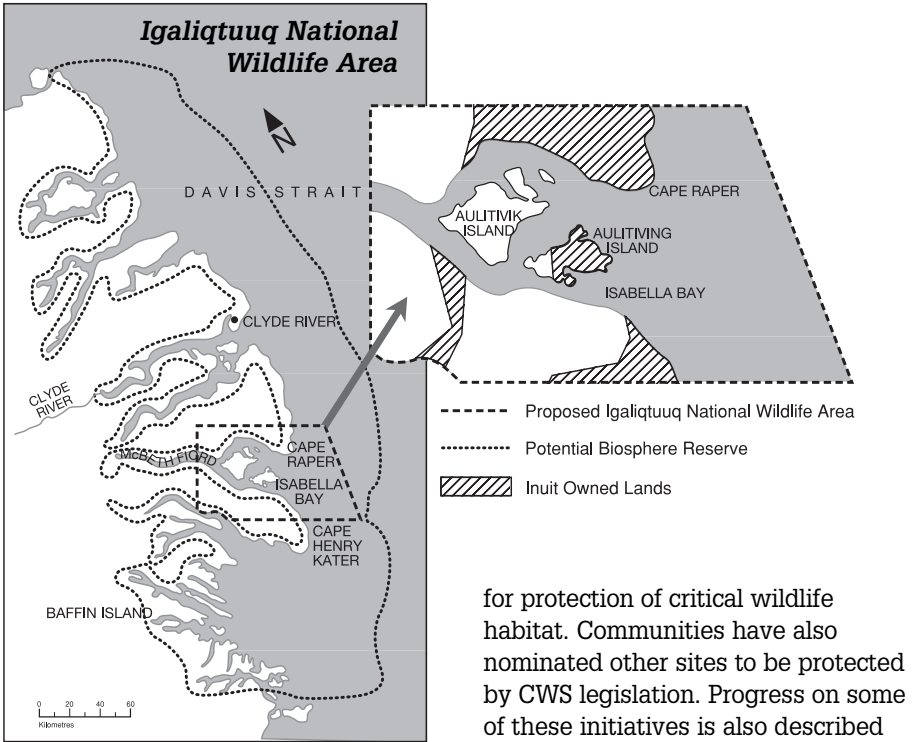 Igaliqtuuq National
Wildlife Area
N
DAVIS STRAIT
CLYDE RIVER
CLYDE
RIVER
McBETH FIORD
CAPE
RAPER
ISABELLA
BAY
CAPE
HENRY
KATER
BAFFIN ISLAND
0 20 40 60
Kilometres
CAPE RAPER
AULITIVIK
ISLAND
AULITIVING
ISLAND
ISABELLA BAY
Proposed Igaliqtuuq National Wildlife Area
Potential Biosphere Reserve
Inuit Owned Lands
for protection of critical wildlife
habitat. Communities have also
nominated other sites to be protected
by CWS legislation. Progress on some
of these initiatives is also described